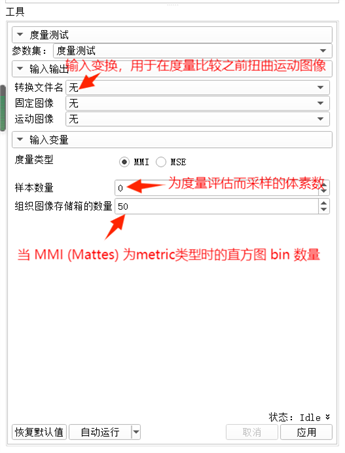 工具
度量测试
参数集: 度量测试
输入输出
输入变换，用于在度量比较之前扭曲运动图像
转换文件名 无
固定图像 无
运动图像 无
输入变量
度量类型 MMI MSE
样本数量 0
为度量评估而采样的体素数
组织图像存储箱的数量 50
当 MMI (Mattes) 为metric类型时的直方图 bin 数量
状态: Idle
恢复默认值 自动运行 取消 应用